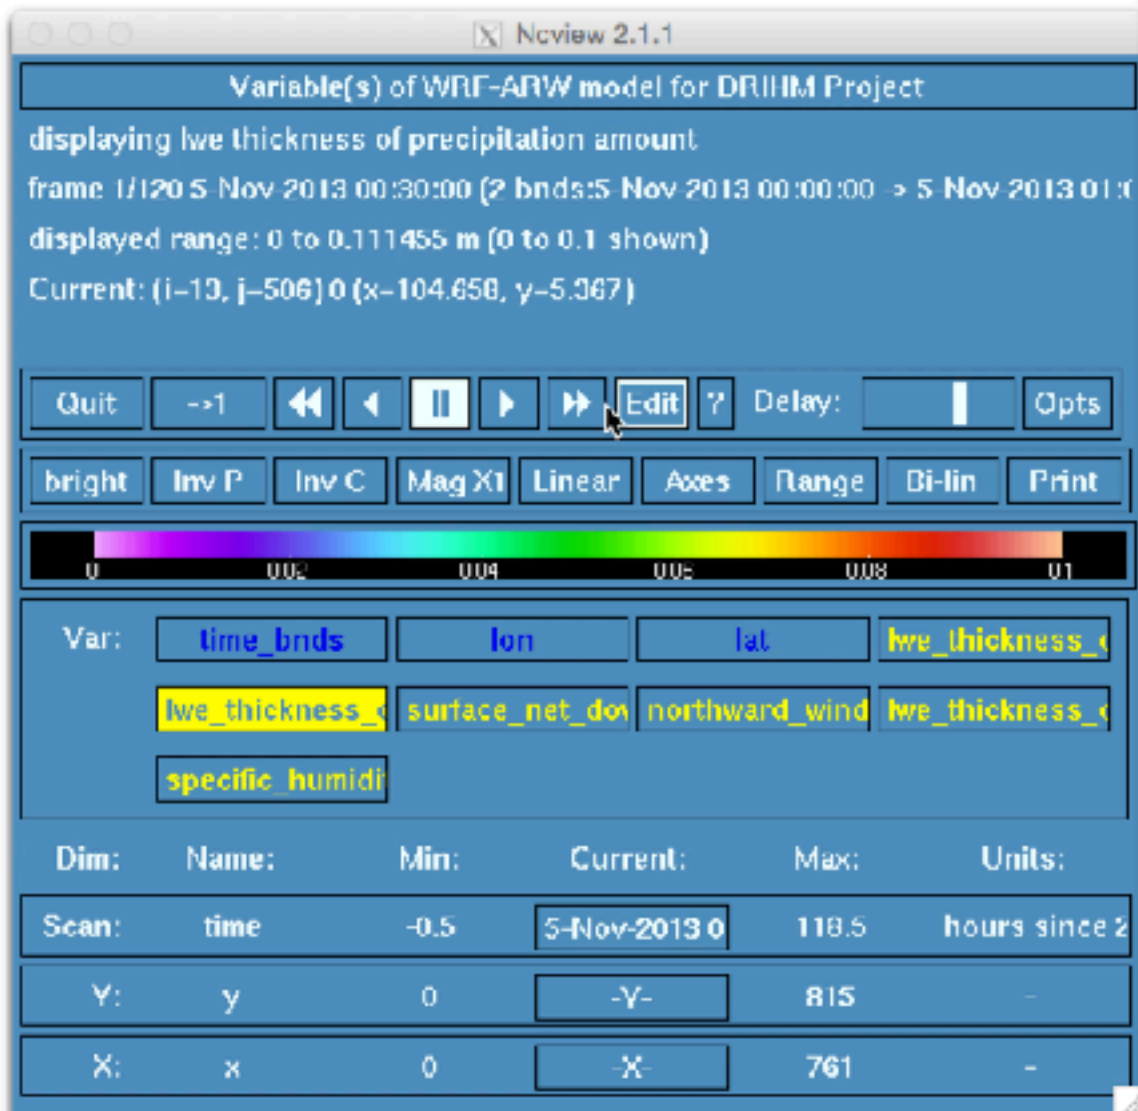 Ncview 2.1.1
Variable(s) of WRF-ARW model for DRIHM Project
displaying lwe thickness of precipitation amount
frame 1/120 5-Nov-2013 00:30:00 (2 bnds:5-Nov-2013 00:00:00 -> 5-Nov-2013 01:0
displayed range: 0 to 0.111455 m (0 to 0.1 shown)
Current: (i=13, j=506) 0 (x=104.658, y=5.367)
Quit ->1 Edit ? Delay: Opts
bright Inv P Inv C Mag X1 Linear Axes Range Bi-lin Print
0 0.02 0.04 0.06 0.08 0.1
Var: time_bnds lon lat lwe_thickness_o
lwe_thickness_o surface_net_dow northward_wind lwe_thickness_o
specific_humidit
Dim: Name: Min: Current: Max: Units:
Scan: time -0.5 5-Nov-2013 0 118.5 hours since 2
Y: y 0 -Y- 815 -
X: x 0 -X- 761 -